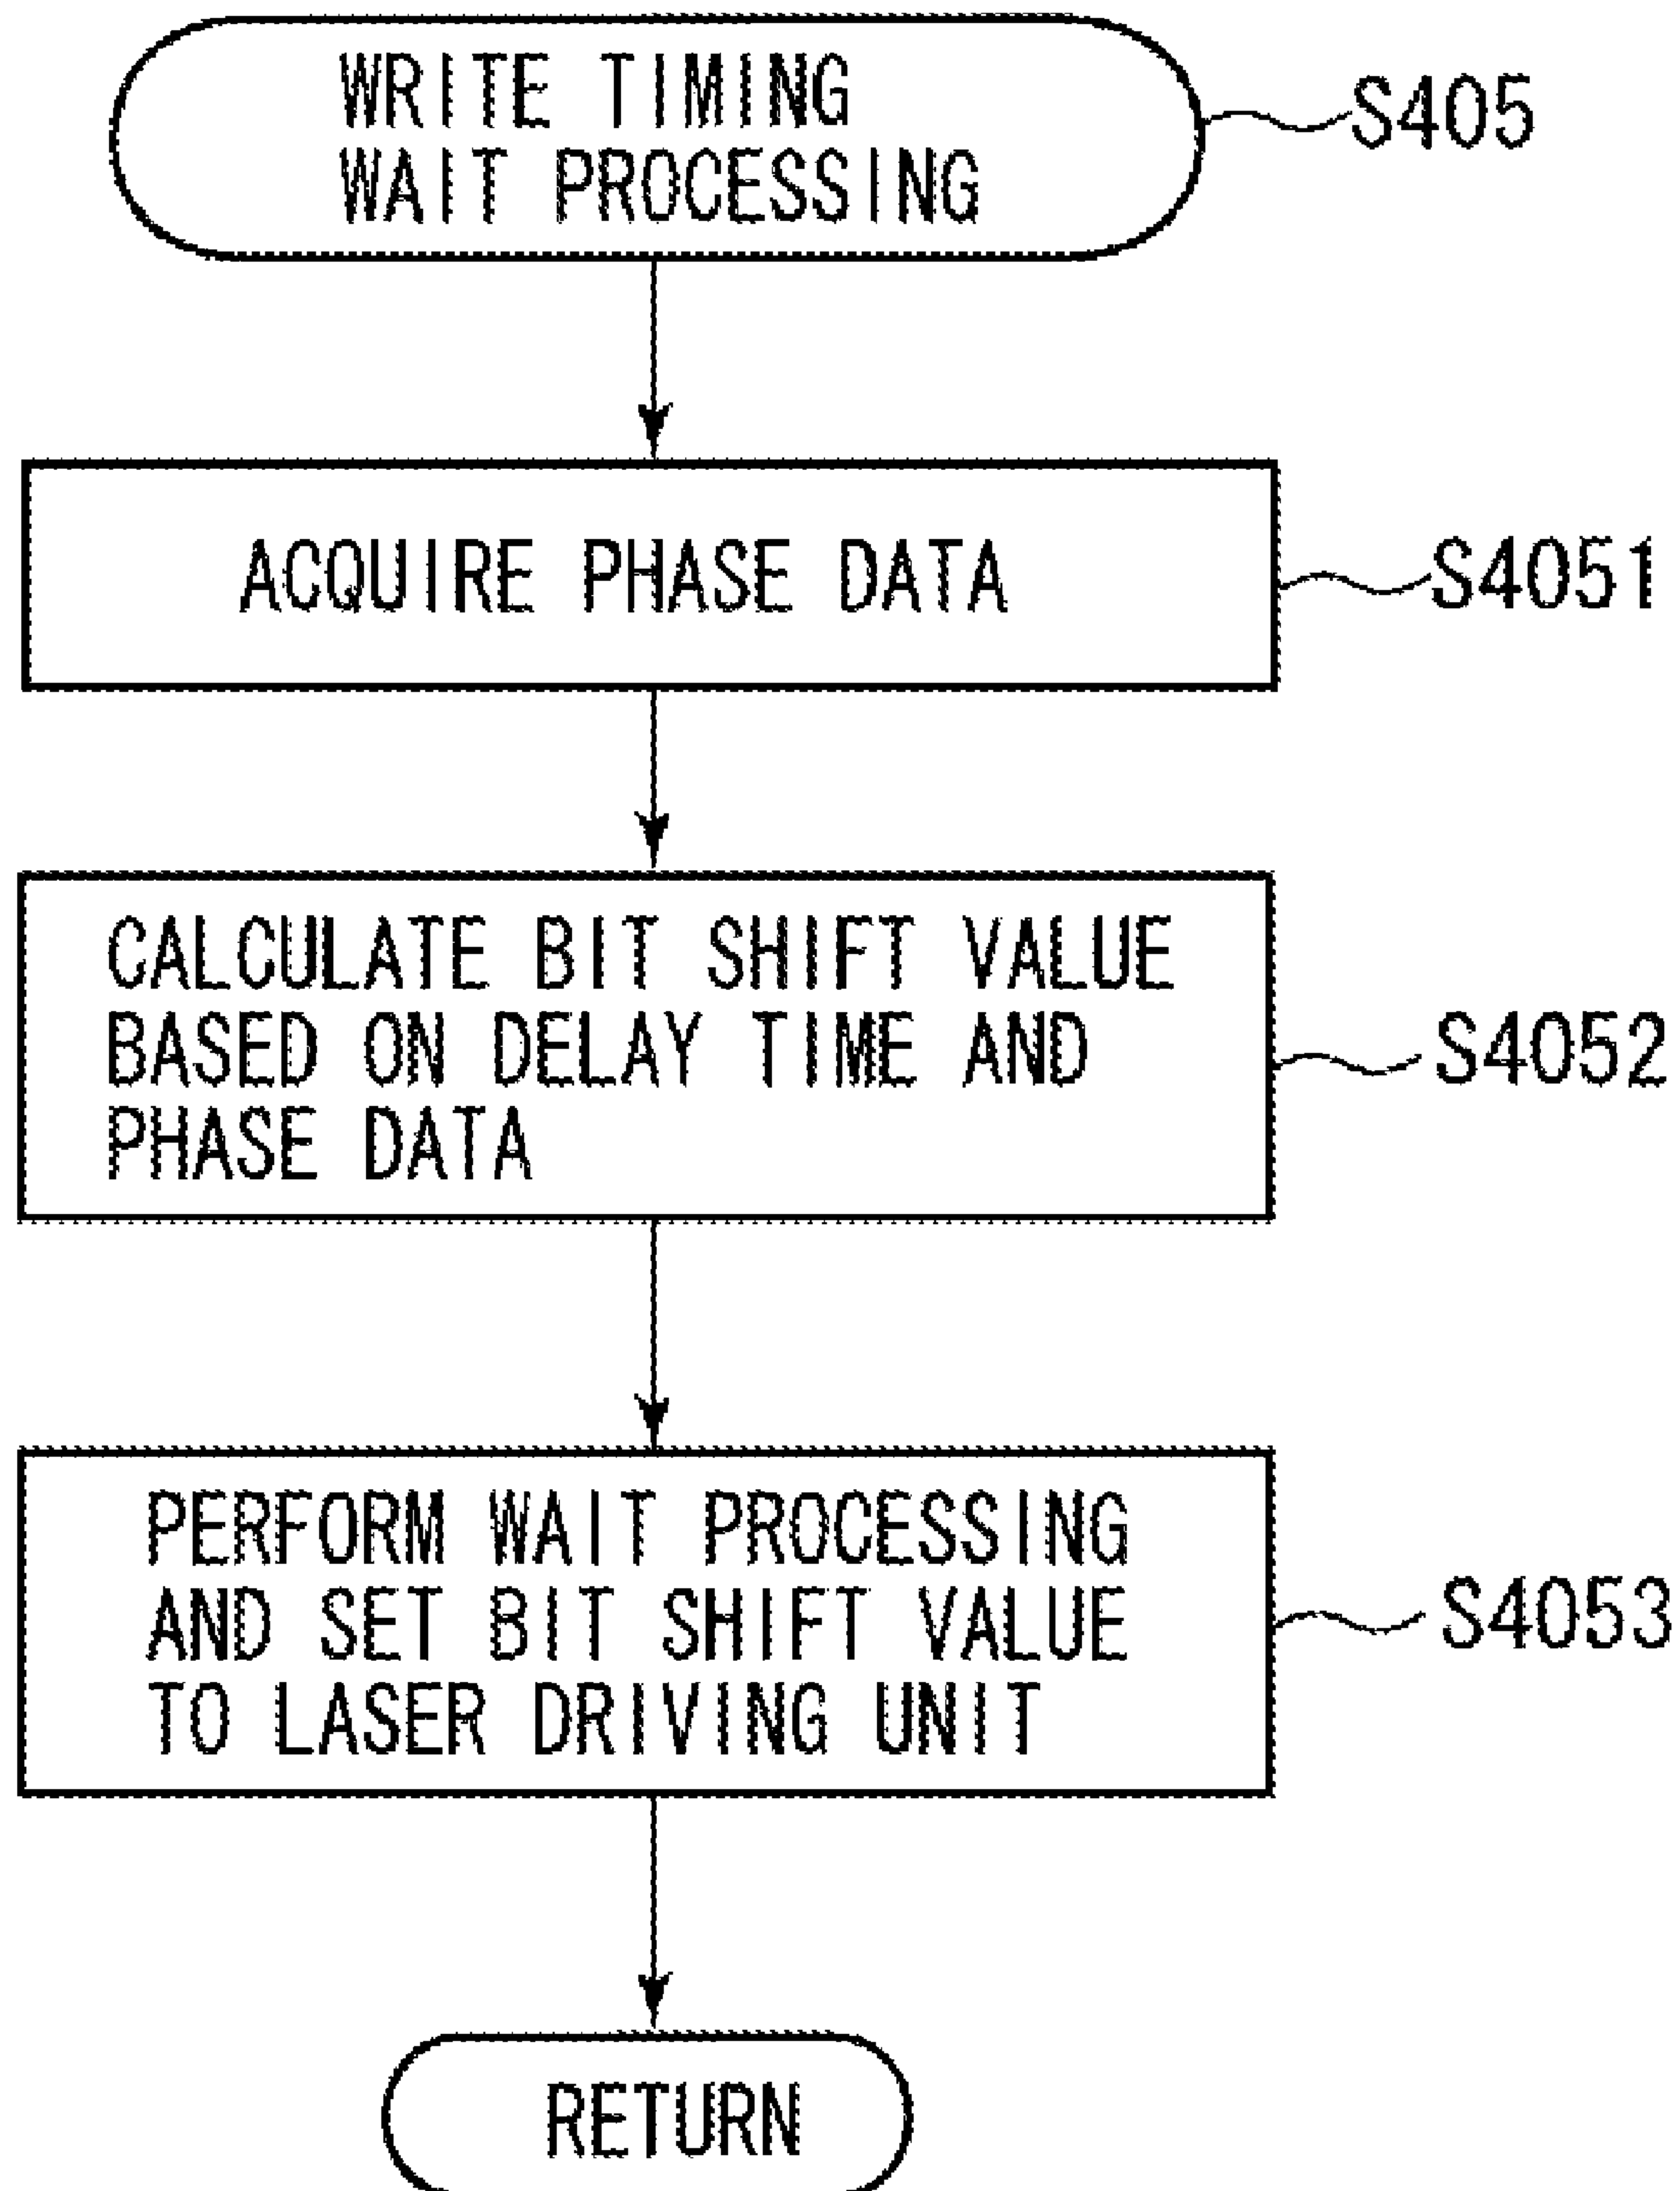 WRITE TIMING
WAIT PROCESSING
S405
ACQUIRE PHASE DATA
S4051
CALCULATE BIT SHIFT VALUE
BASED ON DELAY TIME AND
PHASE DATA
S4052
PERFORM WAIT PROCESSING
AND SET BIT SHIFT VALUE
TO LASER DRIVING UNIT
S4053
RETURN